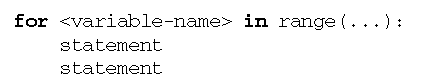 for <variable-name> in range(...):
    statement
    statement